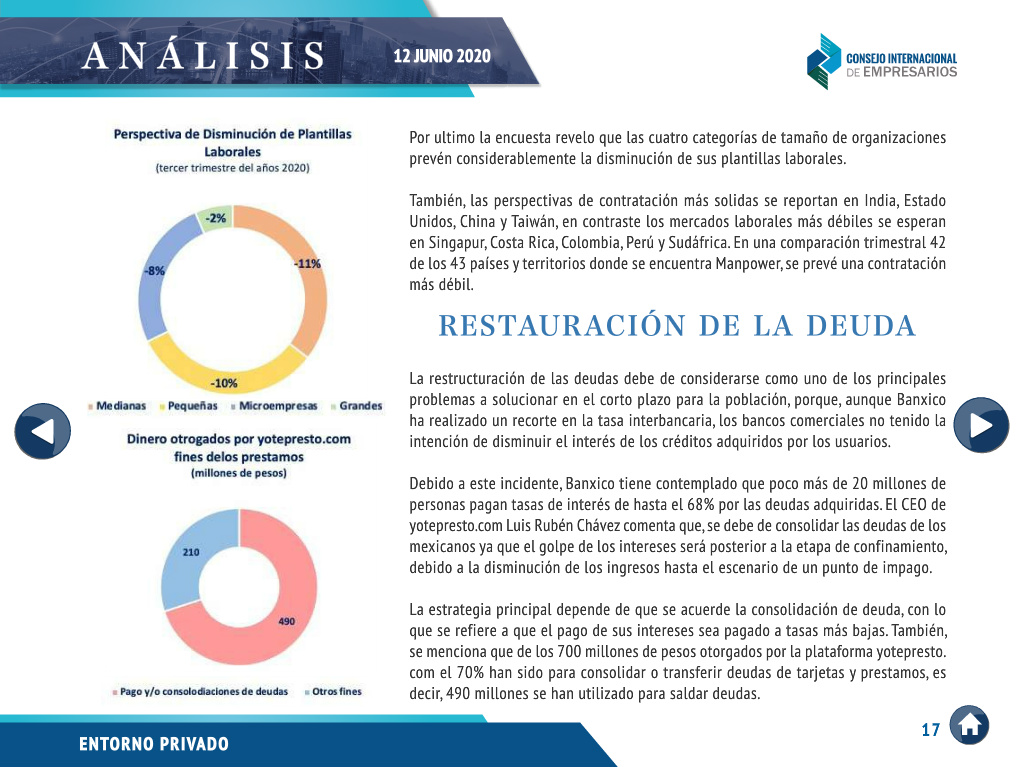 ANÁLISIS
12 JUNIO 2020
CONSEJO INTERNACIONAL
DE EMPRESARIOS
Perspectiva de Disminución de Plantillas
Laborales
(tercer trimestre del años 2020)
-2%
-8%
-11%
-10%
Medianas Pequeñas Microempresas Grandes
Dinero otrogados por yotepresto.com
fines delos prestamos
(millones de pesos)
210
490
Pago y/o consolodiaciones de deudas Otros fines
Por ultimo la encuesta revelo que las cuatro categorías de tamaño de organizaciones
prevén considerablemente la disminución de sus plantillas laborales.
También, las perspectivas de contratación más solidas se reportan en India, Estado
Unidos, China y Taiwán, en contraste los mercados laborales más débiles se esperan
en Singapur, Costa Rica, Colombia, Perú y Sudáfrica. En una comparación trimestral 42
de los 43 países y territorios donde se encuentra Manpower, se prevé una contratación
más débil.
RESTAURACIÓN DE LA DEUDA
La restructuración de las deudas debe de considerarse como uno de los principales
problemas a solucionar en el corto plazo para la población, porque, aunque Banxico
ha realizado un recorte en la tasa interbancaria, los bancos comerciales no tenido la
intención de disminuir el interés de los créditos adquiridos por los usuarios.
Debido a este incidente, Banxico tiene contemplado que poco más de 20 millones de
personas pagan tasas de interés de hasta el 68% por las deudas adquiridas. El CEO de
yotepresto.com Luis Rubén Chávez comenta que, se debe de consolidar las deudas de los
mexicanos ya que el golpe de los intereses será posterior a la etapa de confinamiento,
debido a la disminución de los ingresos hasta el escenario de un punto de impago.
La estrategia principal depende de que se acuerde la consolidación de deuda, con lo
que se refiere a que el pago de sus intereses sea pagado a tasas más bajas. También,
se menciona que de los 700 millones de pesos otorgados por la plataforma yotepresto.
com el 70% han sido para consolidar o transferir deudas de tarjetas y prestamos, es
decir, 490 millones se han utilizado para saldar deudas.
ENTORNO PRIVADO
17